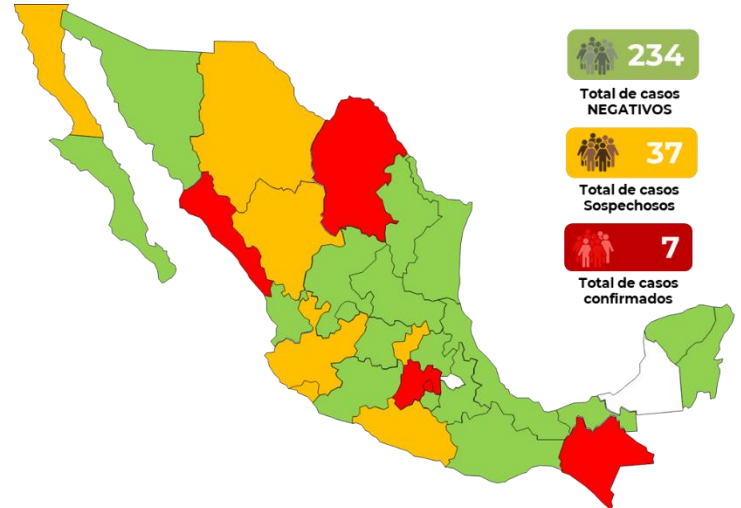 234
Total de casos
NEGATIVOS
37
Total de casos
Sospechosos
7
Total de casos
confirmados